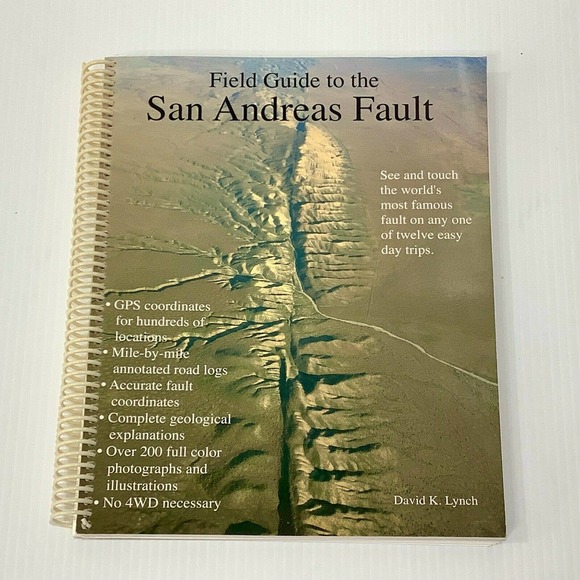 Field Guide to the
San Andreas Fault
See and touch
the world's
most famous
fault on any one
of twelve easy
day trips.
• GPS coordinates
for hundreds of
locations
• Mile-by-mile
annotated road logs
• Accurate fault
coordinates
• Complete geological
explanations
• Over 200 full color
photographs and
illustrations
• No 4WD necessary
David K. Lynch